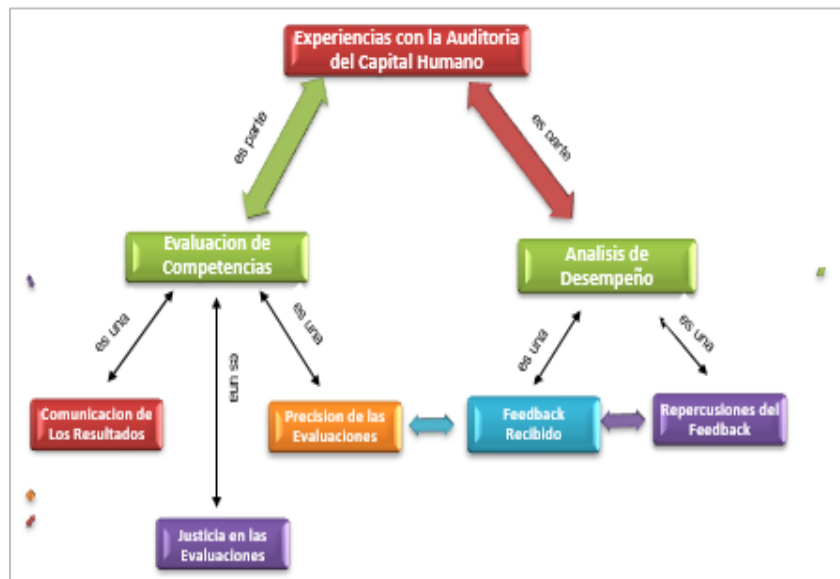 Experiencias con la Auditoria
del Capital Humano
es parte
es parte
Evaluacion de
Competencias
Analisis de
Desempeño
es una
es una
es una
es una
es una
Comunicacion de
Los Resultados
Precision de las
Evaluaciones
Feedback
Recibido
Repercusiones del
Feedback
Justicia en las
Evaluaciones